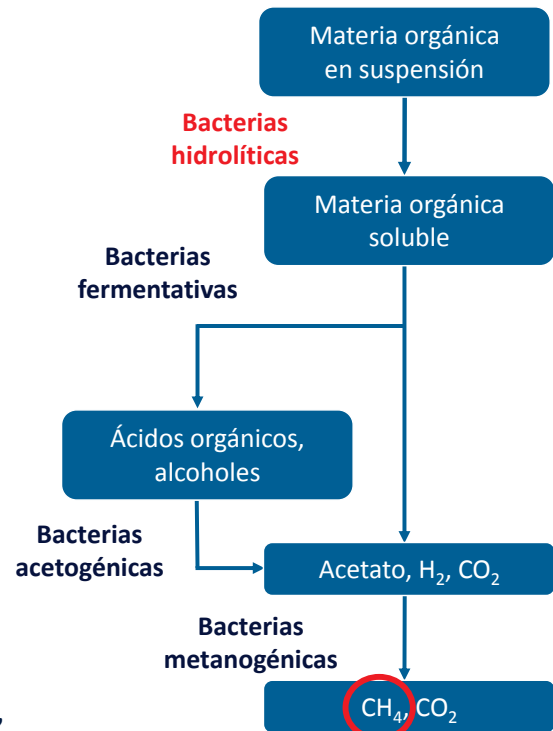 Materia orgánica
en suspensión
Bacterias
hidrolíticas
Materia orgánica
soluble
Bacterias
fermentativas
Ácidos orgánicos,
alcoholes
Bacterias
acetogénicas
Acetato, H₂, CO₂
Bacterias
metanogénicas
CH₄, CO₂
,